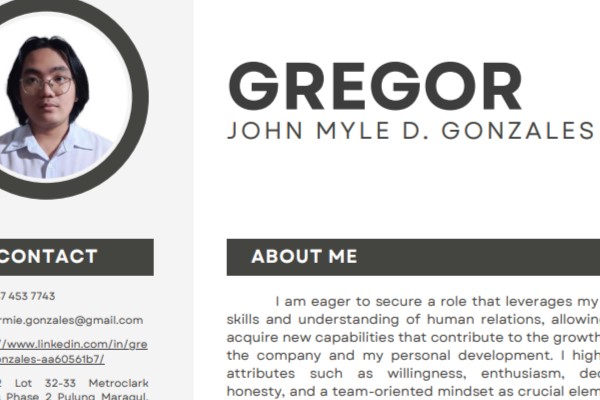 GREGOR
JOHN MYLE D. GONZALES
CONTACT
7 453 7743
rmie.gonzales@gmail.com
//www.linkedin.com/in/gre
onzales-aa60561b7/
Lot 32-33 Metroclark
Phase 2 Pulung Maragul,
ABOUT ME
I am eager to secure a role that leverages my
skills and understanding of human relations, allowin
acquire new capabilities that contribute to the growth
the company and my personal development. I high
attributes such as willingness, enthusiasm, ded
honesty, and a team-oriented mindset as crucial elem